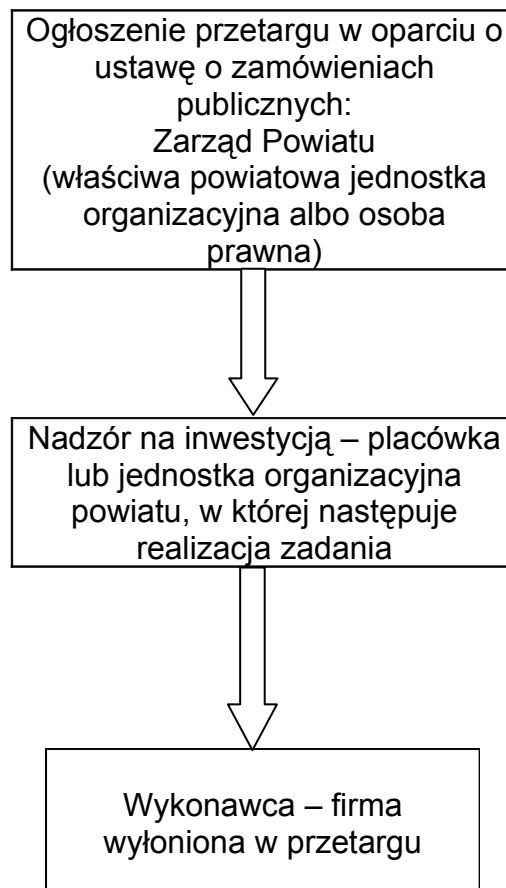 Ogłoszenie przetargu w oparciu o
ustawę o zamówieniach
publicznych:
Zarząd Powiatu
(właściwa powiatowa jednostka
organizacyjna albo osoba
prawna)
Nadzór na inwestycją – placówka
lub jednostka organizacyjna
powiatu, w której następuje
realizacja zadania
Wykonawca – firma
wyłoniona w przetargu